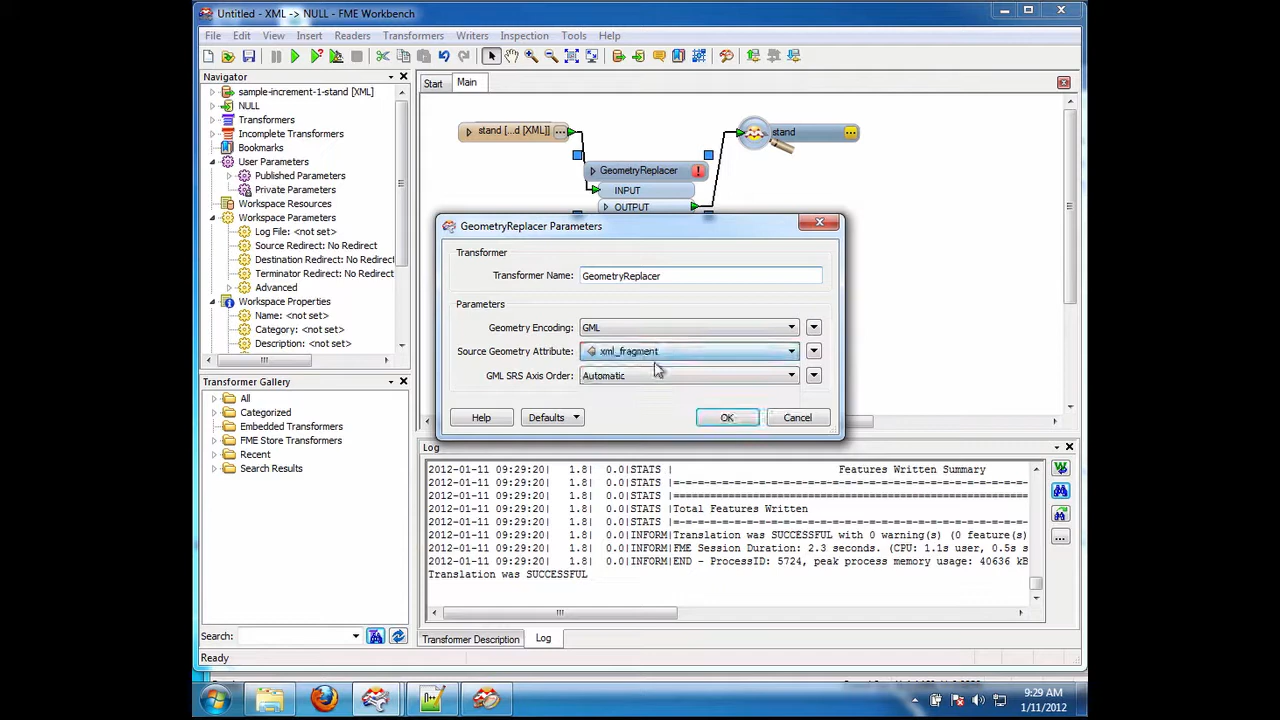 Untitled - XML -> NULL - FME Workbench
File Edit View Insert Readers Transformers Writers Inspection Tools Help
Navigator
sample-increment-1-stand [XML]
NULL
Transformers
Incomplete Transformers
Bookmarks
User Parameters
Published Parameters
Private Parameters
Workspace Resources
Workspace Parameters
Log File: <not set>
Source Redirect: No Redirect
Destination Redirect: No Redirect
Terminator Redirect: No Redirect
Advanced
Workspace Properties
Name: <not set>
Category: <not set>
Description: <not set>
Transformer Gallery
All
Categorized
Embedded Transformers
FME Store Transformers
Recent
Search Results
Search:
Ready
Start Main
stand [...d [XML]]
GeometryReplacer
INPUT
OUTPUT
stand
GeometryReplacer Parameters
Transformer
Transformer Name: GeometryReplacer
Parameters
Geometry Encoding: GML
Source Geometry Attribute: xml_fragment
GML SRS Axis Order: Automatic
Help Defaults OK Cancel
Log
2012-01-11 09:29:20| 1.8| 0.0|STATS | Features Written Summary
2012-01-11 09:29:20| 1.8| 0.0|STATS |=-=-=-=-=-=-=-=-=-=-=-=-=-=-=-=-=-=-=-=-=-=-=-=-=-=-=-=
2012-01-11 09:29:20| 1.8| 0.0|STATS |=-=-=-=-=-=-=-=-=-=-=-=-=-=-=-=-=-=-=-=-=-=-=-=-=-=-=-=
2012-01-11 09:29:20| 1.8| 0.0|STATS |Total Features Written
2012-01-11 09:29:20| 1.8| 0.0|STATS |=-=-=-=-=-=-=-=-=-=-=-=-=-=-=-=-=-=-=-=-=-=-=-=-=-=-=-=
2012-01-11 09:29:20| 1.8| 0.0|INFORM|Translation was SUCCESSFUL with 0 warning(s) (0 feature(s)
2012-01-11 09:29:20| 1.8| 0.0|INFORM|FME Session Duration: 2.3 seconds. (CPU: 1.1s user, 0.5s s
2012-01-11 09:29:20| 1.8| 0.0|INFORM|END - ProcessID: 5724, peak process memory usage: 40636 kB
Translation was SUCCESSFUL
Transformer Description Log
9:29 AM
1/11/2012